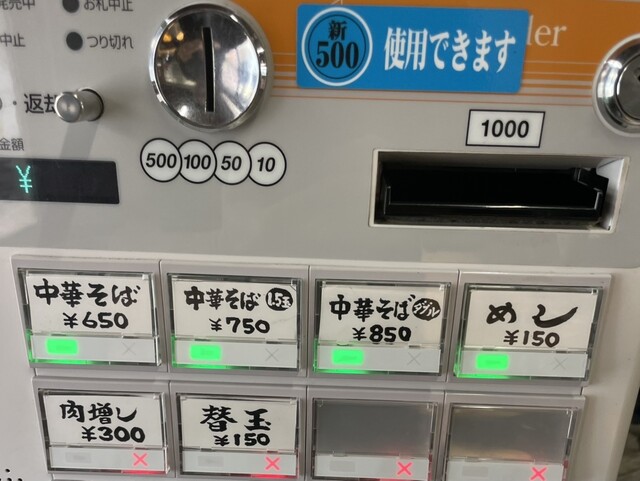 お札中止
中止
つり切れ
・返却
金額
¥
新
500
使用できます
1000
500 100 50 10
中華そば
¥650
中華そば 1.5玉
¥750
中華そば ダブル
¥850
めし
¥150
肉増し
¥300
替玉
¥150